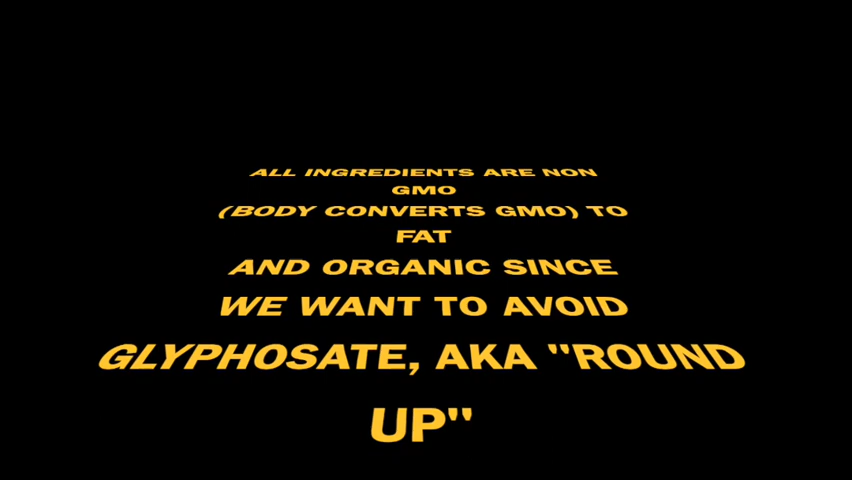 ALL INGREDIENTS ARE NON
GMO
(BODY CONVERTS GMO) TO
FAT
AND ORGANIC SINCE
WE WANT TO AVOID
GLYPHOSATE, AKA "ROUND
UP"